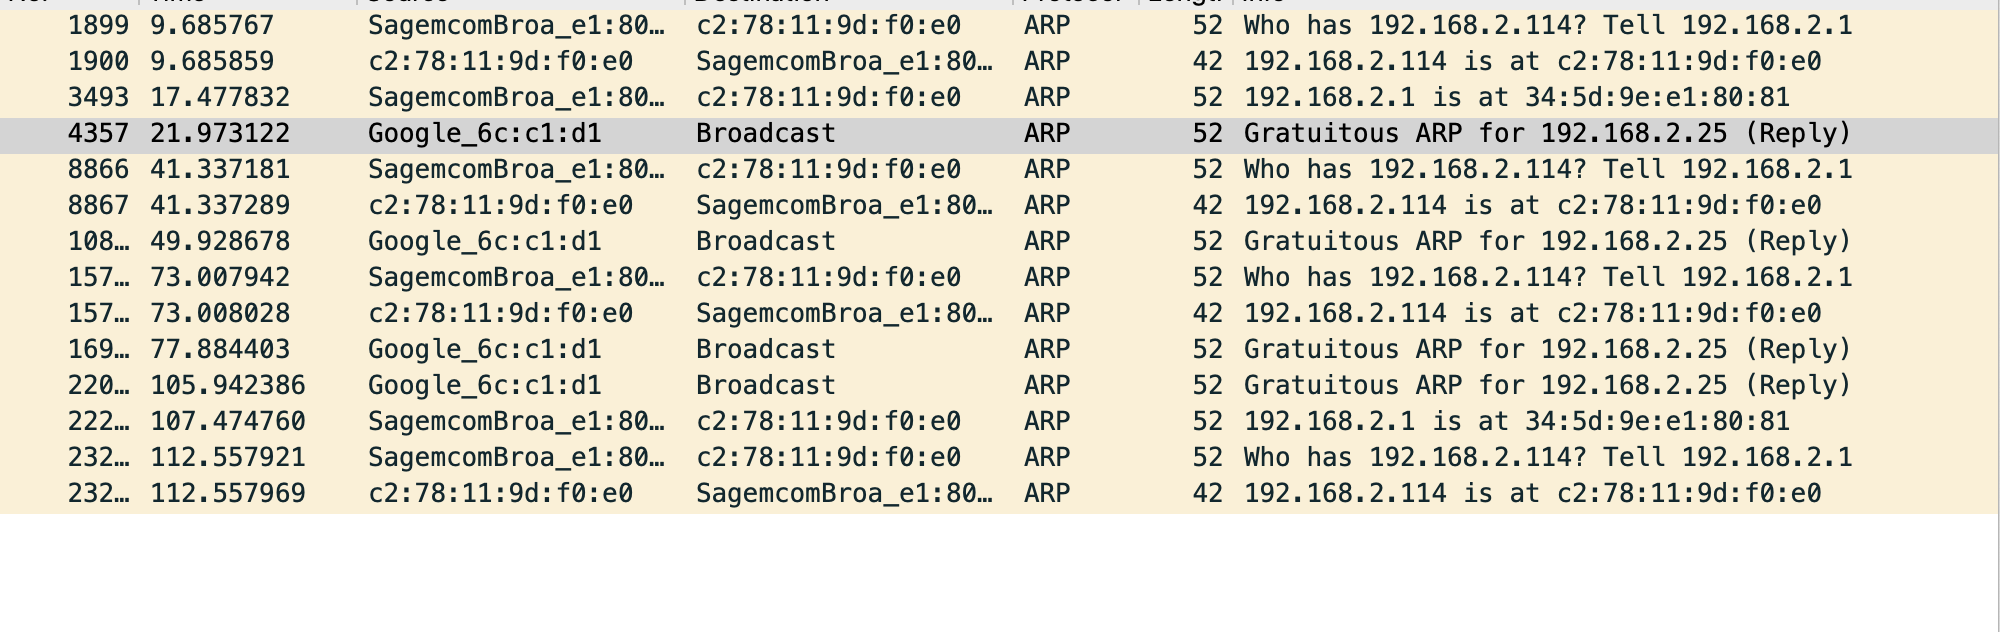 1899 9.685767 SagemcomBroa_e1:80… c2:78:11:9d:f0:e0 ARP 52 Who has 192.168.2.114? Tell 192.168.2.1
1900 9.685859 c2:78:11:9d:f0:e0 SagemcomBroa_e1:80… ARP 42 192.168.2.114 is at c2:78:11:9d:f0:e0
3493 17.477832 SagemcomBroa_e1:80… c2:78:11:9d:f0:e0 ARP 52 192.168.2.1 is at 34:5d:9e:e1:80:81
4357 21.973122 Google_6c:c1:d1 Broadcast ARP 52 Gratuitous ARP for 192.168.2.25 (Reply)
8866 41.337181 SagemcomBroa_e1:80… c2:78:11:9d:f0:e0 ARP 52 Who has 192.168.2.114? Tell 192.168.2.1
8867 41.337289 c2:78:11:9d:f0:e0 SagemcomBroa_e1:80… ARP 42 192.168.2.114 is at c2:78:11:9d:f0:e0
108… 49.928678 Google_6c:c1:d1 Broadcast ARP 52 Gratuitous ARP for 192.168.2.25 (Reply)
157… 73.007942 SagemcomBroa_e1:80… c2:78:11:9d:f0:e0 ARP 52 Who has 192.168.2.114? Tell 192.168.2.1
157… 73.008028 c2:78:11:9d:f0:e0 SagemcomBroa_e1:80… ARP 42 192.168.2.114 is at c2:78:11:9d:f0:e0
169… 77.884403 Google_6c:c1:d1 Broadcast ARP 52 Gratuitous ARP for 192.168.2.25 (Reply)
220… 105.942386 Google_6c:c1:d1 Broadcast ARP 52 Gratuitous ARP for 192.168.2.25 (Reply)
222… 107.474760 SagemcomBroa_e1:80… c2:78:11:9d:f0:e0 ARP 52 192.168.2.1 is at 34:5d:9e:e1:80:81
232… 112.557921 SagemcomBroa_e1:80… c2:78:11:9d:f0:e0 ARP 52 Who has 192.168.2.114? Tell 192.168.2.1
232… 112.557969 c2:78:11:9d:f0:e0 SagemcomBroa_e1:80… ARP 42 192.168.2.114 is at c2:78:11:9d:f0:e0